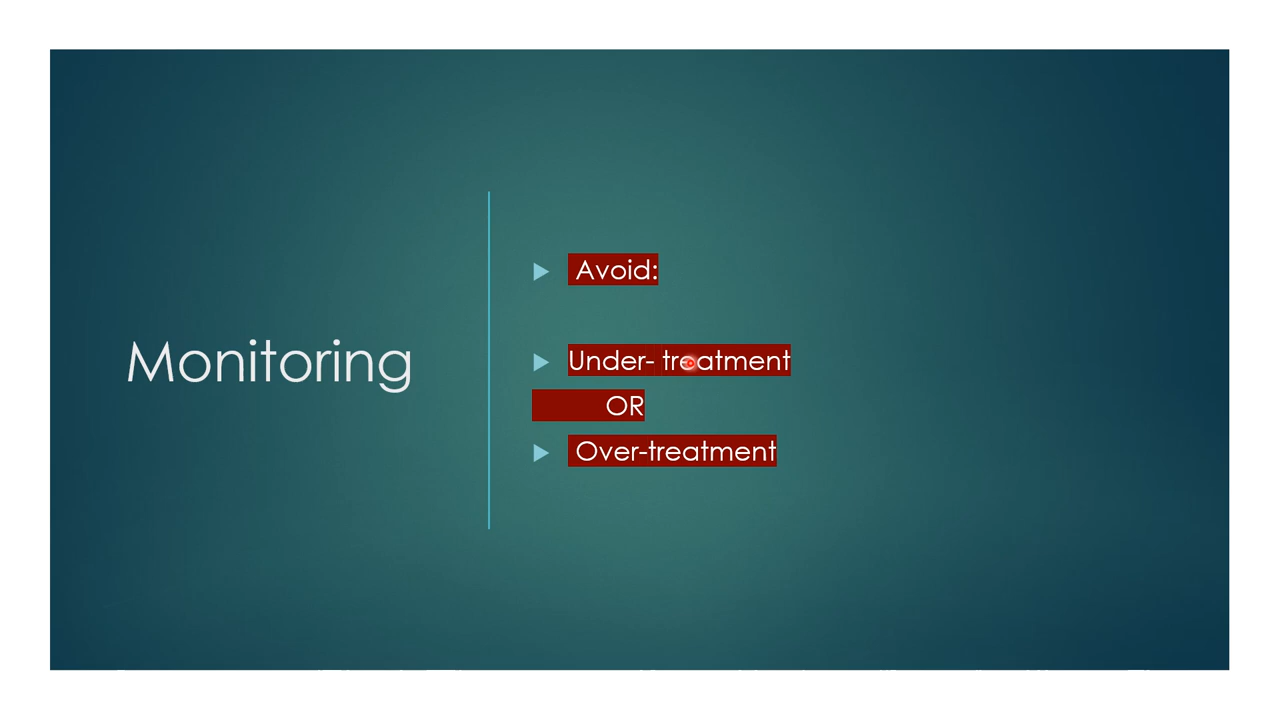 Monitoring
Avoid:
Under- treatment
OR
Over-treatment